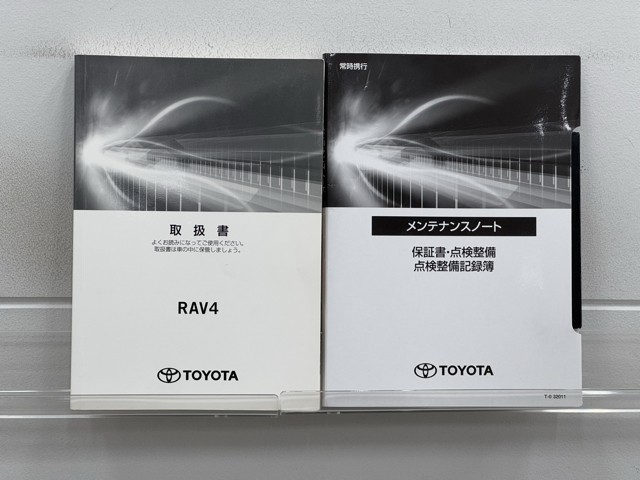 取扱書
よくお読みになってご使用ください。
取扱書は車の中に保管しましょう。
RAV4
TOYOTA
常時携行
メンテナンスノート
保証書・点検整備
点検整備記録簿
TOYOTA
T-0 32011